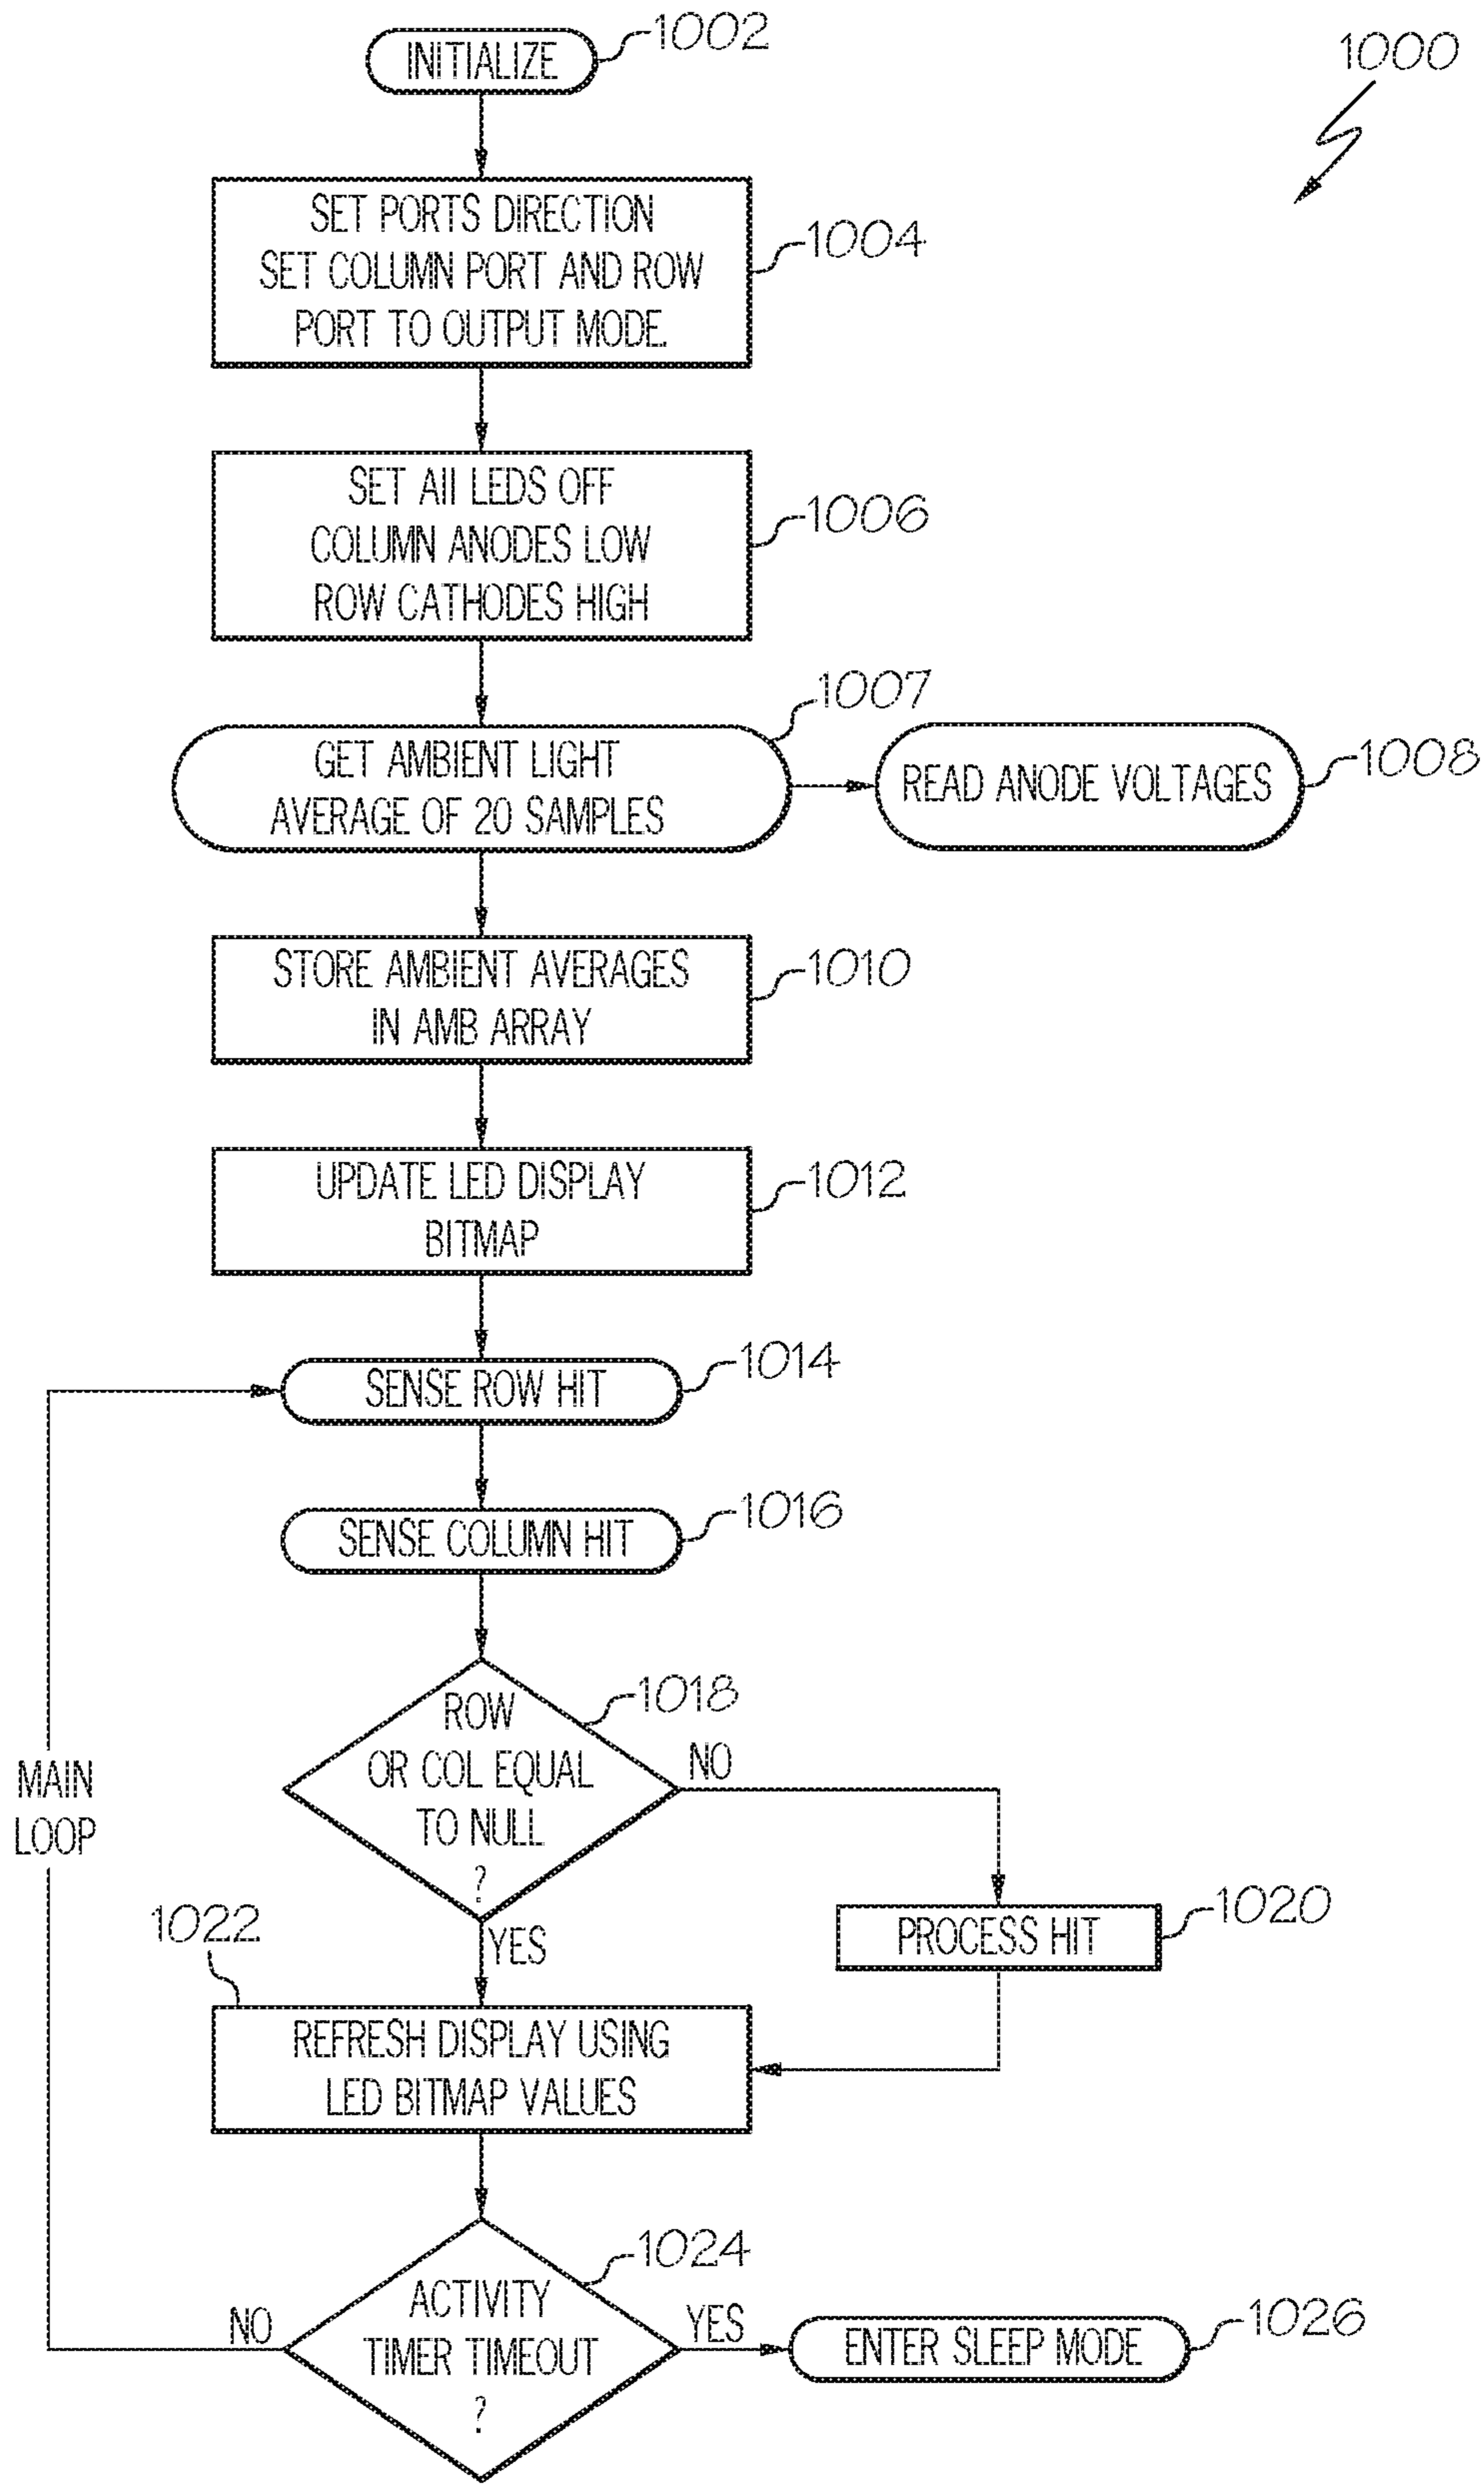 INITIALIZE
1002
1000
SET PORTS DIRECTION
SET COLUMN PORT AND ROW
PORT TO OUTPUT MODE.
1004
SET All LEDS OFF
COLUMN ANODES LOW
ROW CATHODES HIGH
1006
1007
GET AMBIENT LIGHT
AVERAGE OF 20 SAMPLES
READ ANODE VOLTAGES
1008
STORE AMBIENT AVERAGES
IN AMB ARRAY
1010
UPDATE LED DISPLAY
BITMAP
1012
SENSE ROW HIT
1014
SENSE COLUMN HIT
1016
ROW
OR COL EQUAL
TO NULL
?
1018
NO
YES
MAIN
LOOP
PROCESS HIT
1020
1022
REFRESH DISPLAY USING
LED BITMAP VALUES
ACTIVITY
TIMER TIMEOUT
?
1024
NO
YES
ENTER SLEEP MODE
1026